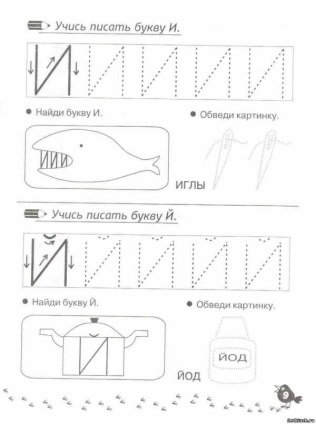 Учись писать букву И.
И И И И И
Найди букву И.
Обведи картинку.
ИИИ
ИГЛЫ
Учись писать букву Й.
Й Й Й Й Й
Найди букву Й.
Обведи картинку.
Й
ЙОД
ЙОД
9